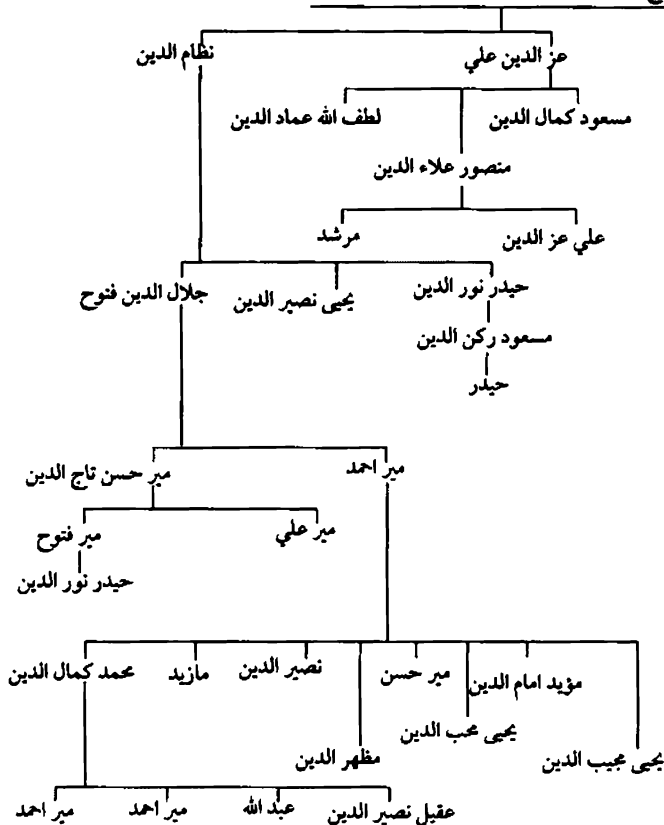 عز الدين علي نظام الدين
مسعود كمال الدين لطف الله عماد الدين
منصور علاء الدين
علي عز الدين مرشد
حيدر نور الدين يحيى نصير الدين جلال الدين فتوح
مسعود ركن الدين
حيدر
مير احمد مير حسن تاج الدين
مير علي مير فتوح
حيدر نور الدين
مؤيد امام الدين مير حسن نصير الدين مازيد محمد كمال الدين
يحيى محب الدين
يحيى مجيب الدين مظهر الدين
عقيل نصير الدين عبد الله مير احمد مير احمد